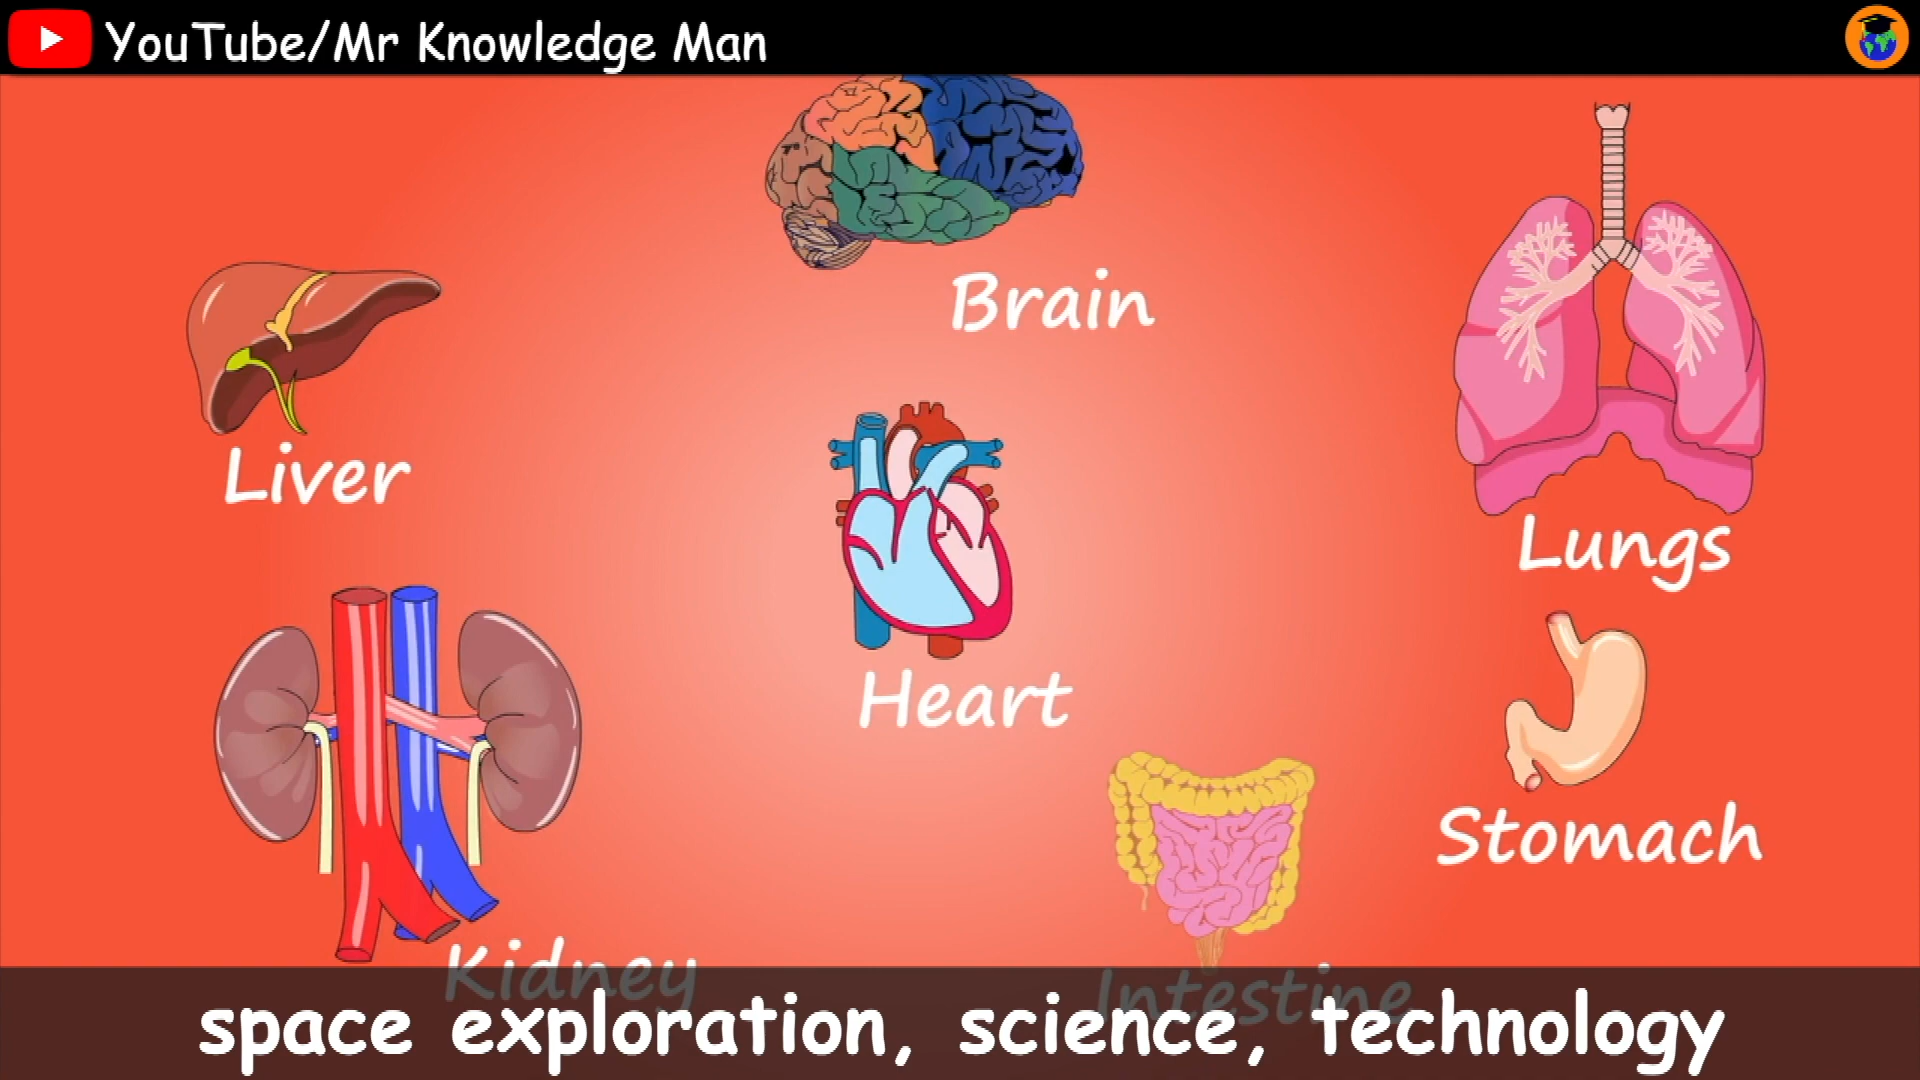 YouTube/Mr Knowledge Man
Brain
Liver
Lungs
Heart
Stomach
Kidney
Intestine
space exploration, science, technology